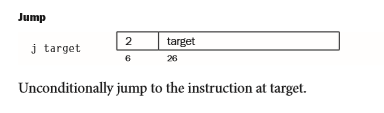 Jump
j target
2 target
6 26
Unconditionally jump to the instruction at target.